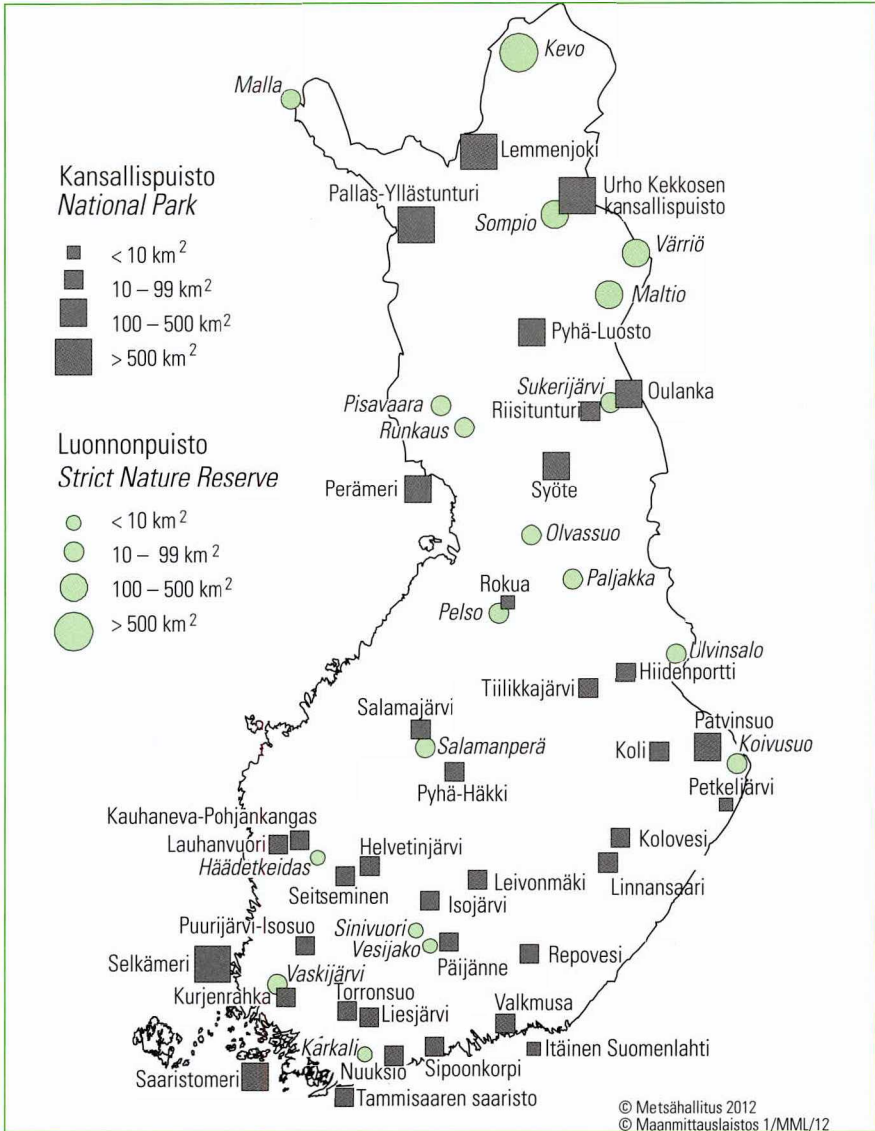 Kevo
Malla
Lemmenjoki
Kansallispuisto
National Park
< 10 km²
10 – 99 km²
100 – 500 km²
> 500 km²
Pallas-Yllästunturi
Urho Kekkosen
kansallispuisto
Sompio
Värriö
Maltio
Pyhä-Luosto
Sukerijärvi
Oulanka
Riisitunturi
Pisavaara
Runkaus
Luonnonpuisto
Strict Nature Reserve
< 10 km²
10 – 99 km²
100 – 500 km²
> 500 km²
Perämeri
Syöte
Olvassuo
Paljakka
Rokua
Pelso
Ulvinsalo
Hiidenportti
Tiilikkajärvi
Salamajärvi
Salamanperä
Pyhä-Häkki
Patvinsuo
Koli
Koivusuo
Petkeljärvi
Kauhaneva-Pohjankangas
Lauhanvuori
Häädetkeidas
Helvetinjärvi
Seitseminen
Kolovesi
Linnansaari
Leivonmäki
Isojärvi
Puurijärvi-Isosuo
Sinivuori
Vesijako
Päijänne
Repovesi
Selkämeri
Vaskijärvi
Kurjenrahka
Torronsuo
Liesjärvi
Valkmusa
Karkali
Nuuksio
Sipoonkorpi
Itäinen Suomenlahti
Saaristomeri
Tammisaaren saaristo
© Metsähallitus 2012
© Maanmittauslaitos 1/MML/12